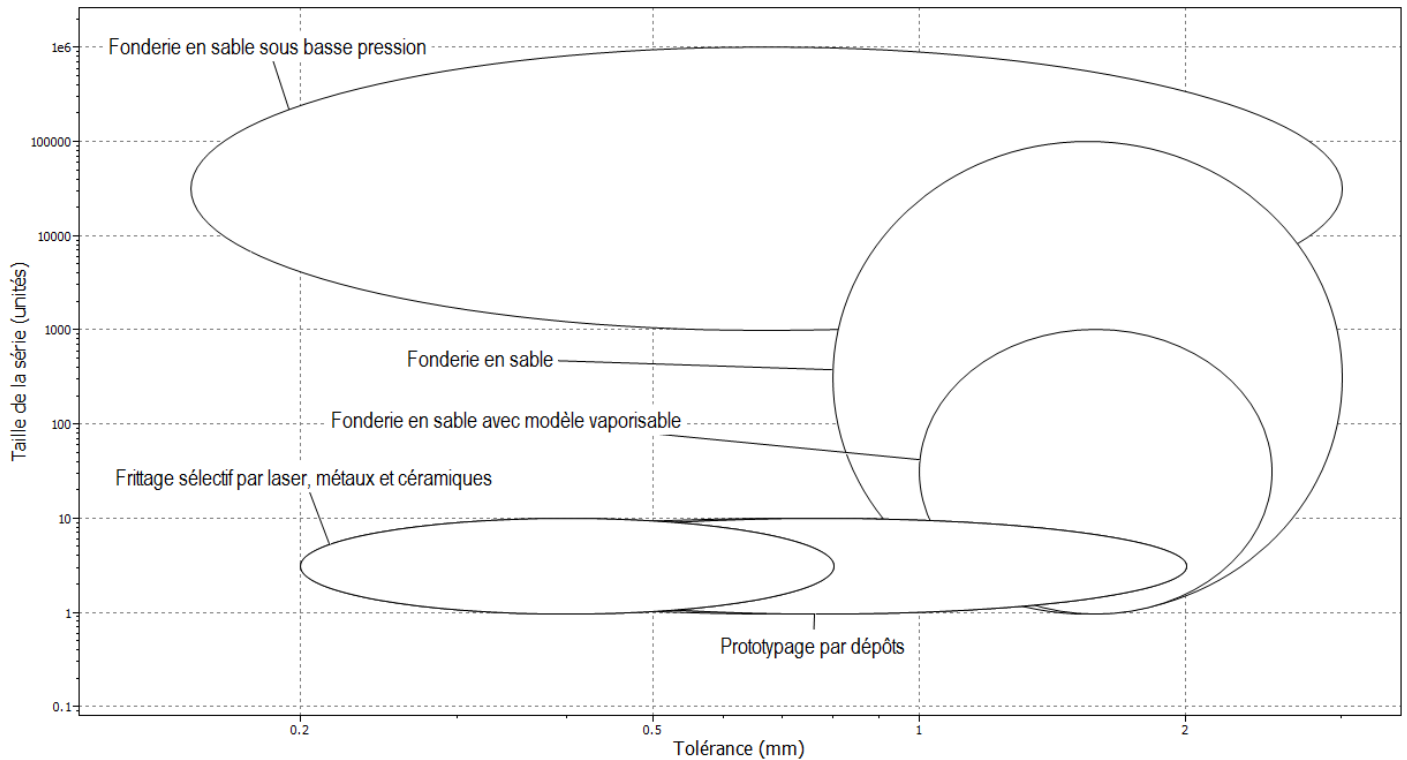 1e6
Fonderie en sable sous basse pression
100000
10000
1000
Fonderie en sable
100
Fonderie en sable avec modèle vaporisable
Frittage sélectif par laser, métaux et céramiques
10
1
Prototypage par dépôts
0.1
Taille de la série (unités)
0.2
0.5
1
2
Tolérance (mm)